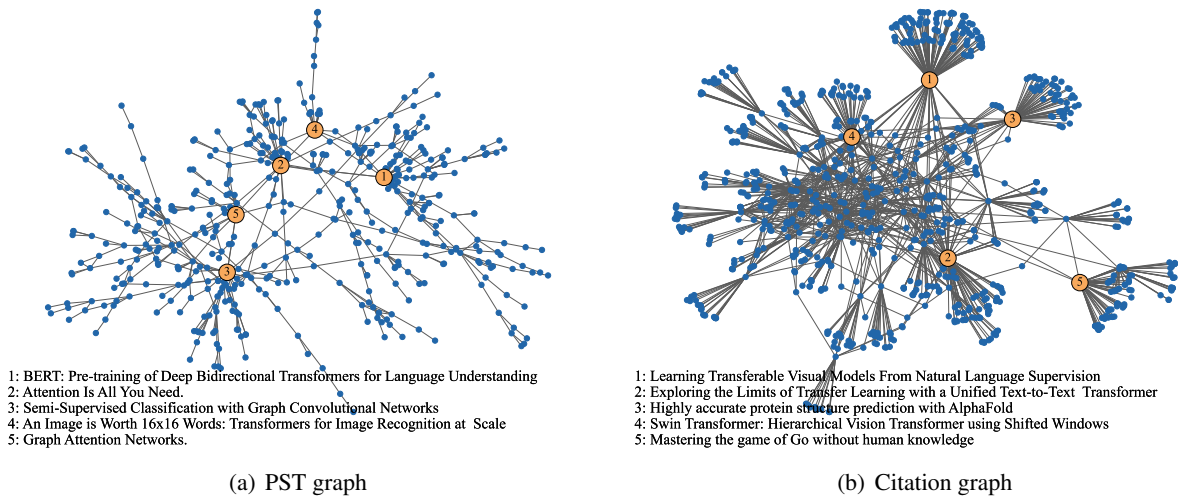 4
2
1
5
3
1: BERT: Pre-training of Deep Bidirectional Transformers for Language Understanding
2: Attention Is All You Need.
3: Semi-Supervised Classification with Graph Convolutional Networks
4: An Image is Worth 16x16 Words: Transformers for Image Recognition at Scale
5: Graph Attention Networks.
(a) PST graph
1
3
4
2
5
1: Learning Transferable Visual Models From Natural Language Supervision
2: Exploring the Limits of Transfer Learning with a Unified Text-to-Text Transformer
3: Highly accurate protein structure prediction with AlphaFold
4: Swin Transformer: Hierarchical Vision Transformer using Shifted Windows
5: Mastering the game of Go without human knowledge
(b) Citation graph